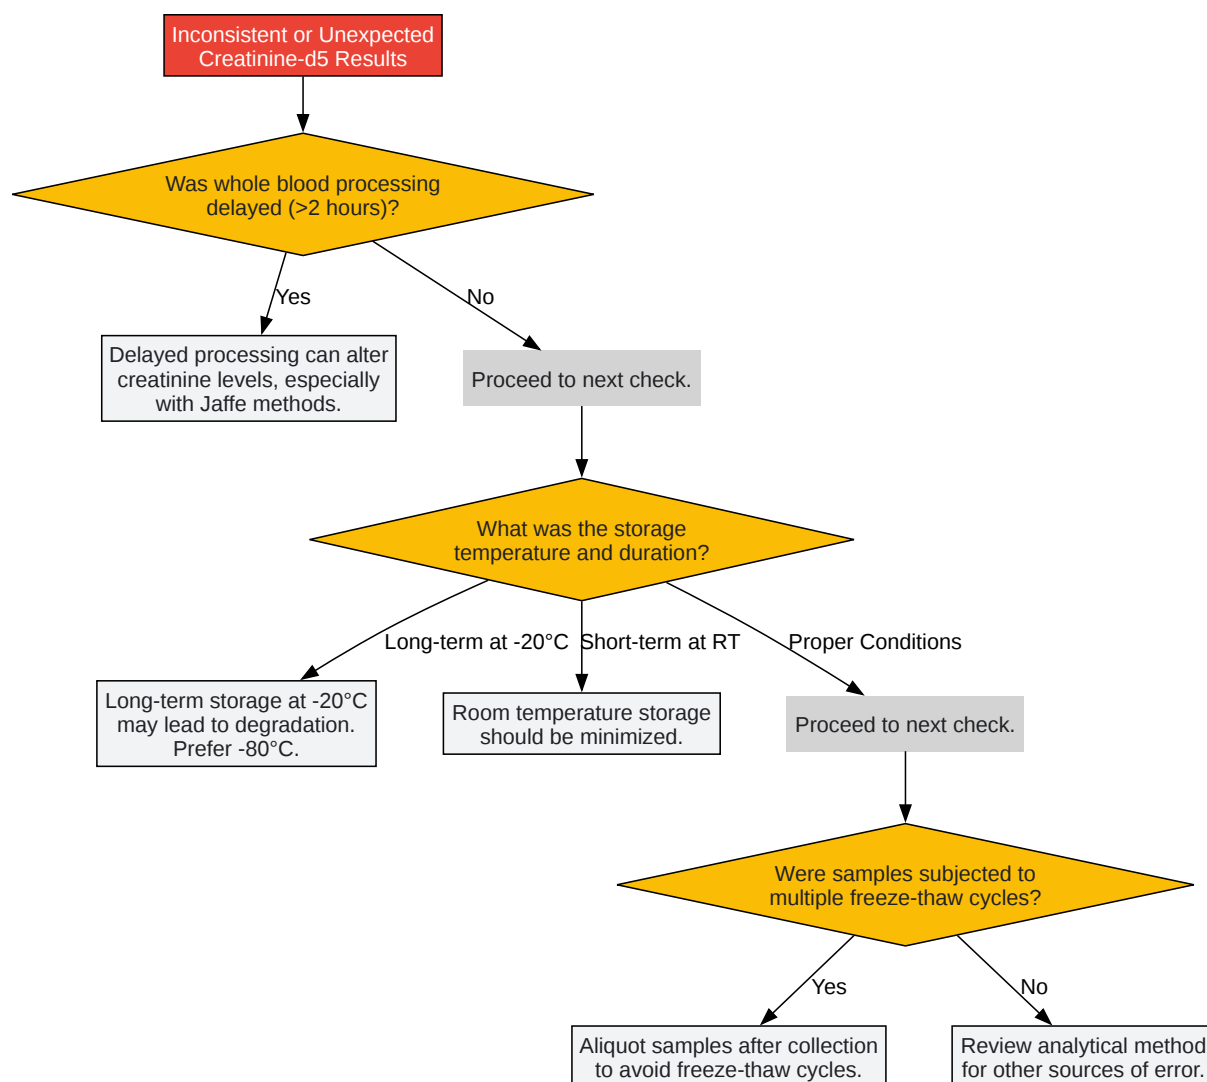 Inconsistent or Unexpected
Creatinine-d5 Results
Was whole blood processing
delayed (>2 hours)?
Yes
No
Delayed processing can alter
creatinine levels, especially
with Jaffe methods.
Proceed to next check.
What was the storage
temperature and duration?
Long-term at -20°C
Short-term at RT
Proper Conditions
Long-term storage at -20°C
may lead to degradation.
Prefer -80°C.
Room temperature storage
should be minimized.
Proceed to next check.
Were samples subjected to
multiple freeze-thaw cycles?
Yes
No
Aliquot samples after collection
to avoid freeze-thaw cycles.
Review analytical method
for other sources of error.